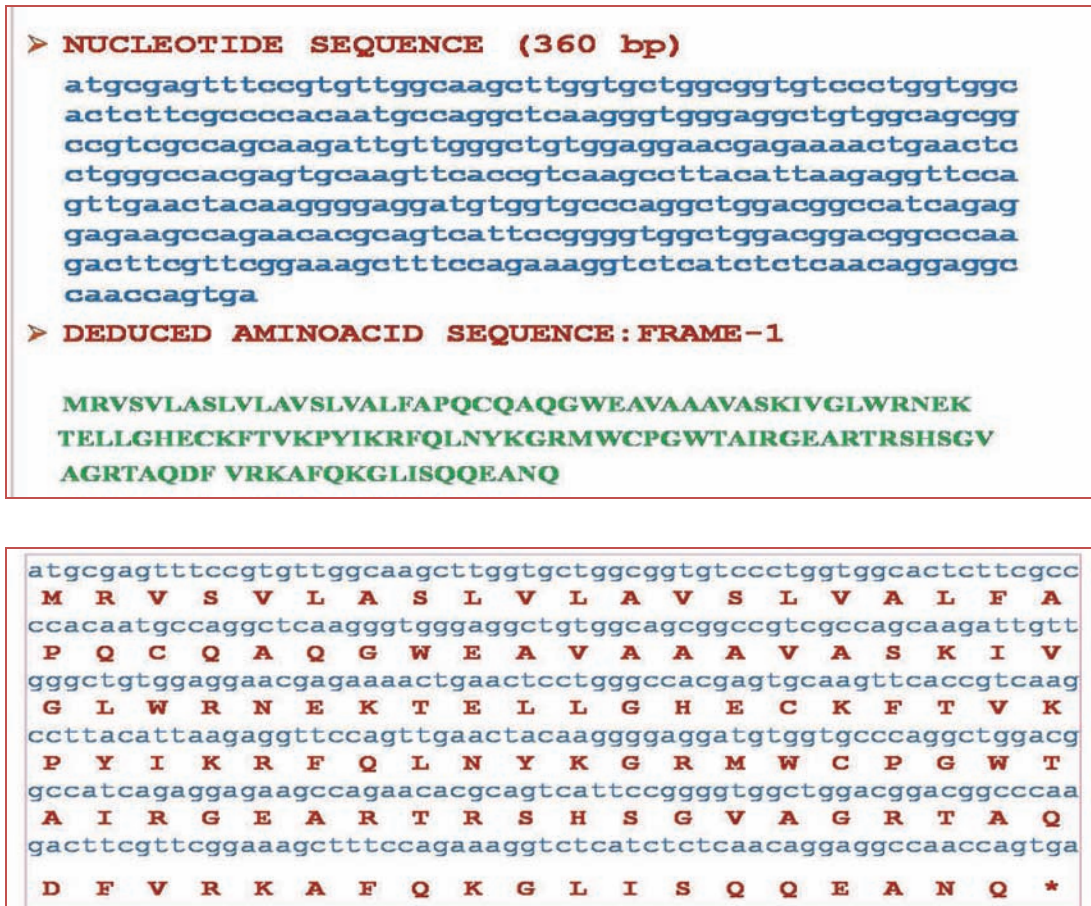 ➢ NUCLEOTIDE SEQUENCE (360 bp)
atgcgagtttccgtgttggcaagcttggtgctggcggtgtccctggtggc
actcttcgccccacaatgccaggctcaagggtgggaggctgtggcagcgg
ccgtcgccagcaagattgttgggctgtggaggaacgagaaaactgaactc
ctgggccacgagtgcaagttcaccgtcaagccttacattaagaggttcca
gttgaactacaaggggaggatgtggtgcccaggctggacggccatcagag
gagaagccagaacacgcagtcattccggggtggctggacggacggcccaa
gacttcgttcggaaagctttccagaaaggtctcatctctcaacaggaggc
caaccagtga
➢ DEDUCED AMINOACID SEQUENCE:FRAME-1
MRVSVLASLVLAVSLVALFAPQCQAQGWEAVAAAVASKIVGLWRNEK
TELLGHECKFTVKPYIKRFQLNYKGRMWCPGWTAIRGEARTRSHSGV
AGRTAQDF VRKAFQKGLISQQEANQ
atgcgagtttccgtgttggcaagcttggtgctggcggtgtccctggtggcactcttcgcc
M R V S V L A S L V L A V S L V A L F A
ccacaatgccaggctcaagggtgggaggctgtggcagcggccgtcgccagcaagattgtt
P Q C Q A Q G W E A V A A A V A S K I V
gggctgtggaggaacgagaaaactgaactcctgggccacgagtgcaagttcaccgtcaag
G L W R N E K T E L L G H E C K F T V K
ccttacattaagaggttccagttgaactacaaggggaggatgtggtgcccaggctggacg
P Y I K R F Q L N Y K G R M W C P G W T
gccatcagaggagaagccagaacacgcagtcattccggggtggctggacggacggcccaa
A I R G E A R T R S H S G V A G R T A Q
gacttcgttcggaaagctttccagaaaggtctcatctctcaacaggaggccaaccagtga
D F V R K A F Q K G L I S Q Q E A N Q *